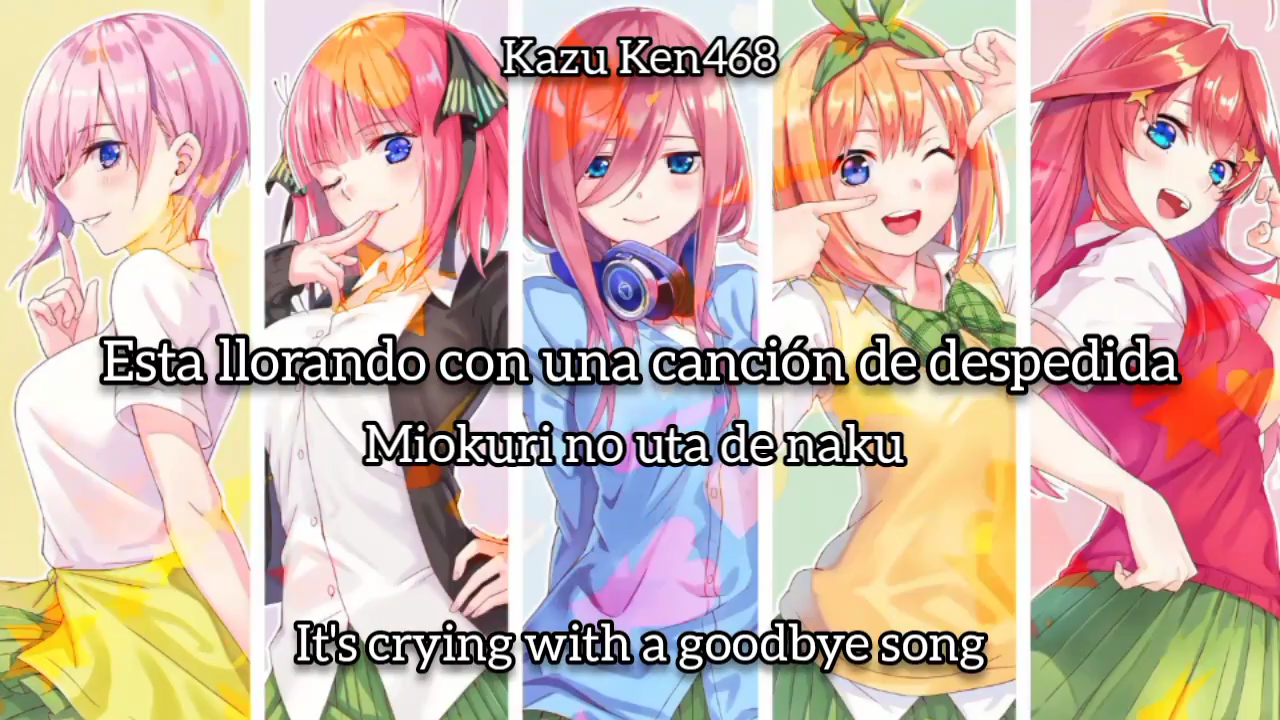 Kazu Ken468
Esta llorando con una canción de despedida
Miokuri no uta de naku
It's crying with a goodbye song